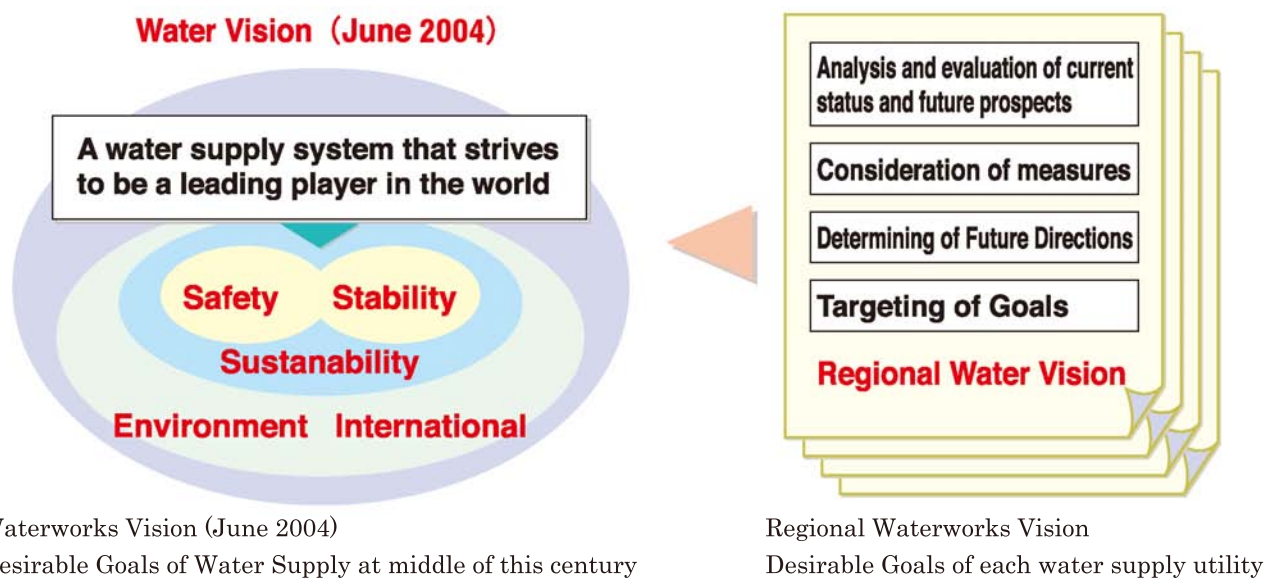 Water Vision（June 2004）
A water supply system that strives
to be a leading player in the world
Safety Stability
Sustanability
Environment International
Analysis and evaluation of current
status and future prospects
Consideration of measures
Determining of Future Directions
Targeting of Goals
Regional Water Vision
aterworks Vision (June 2004)
esirable Goals of Water Supply at middle of this century
Regional Waterworks Vision
Desirable Goals of each water supply utility